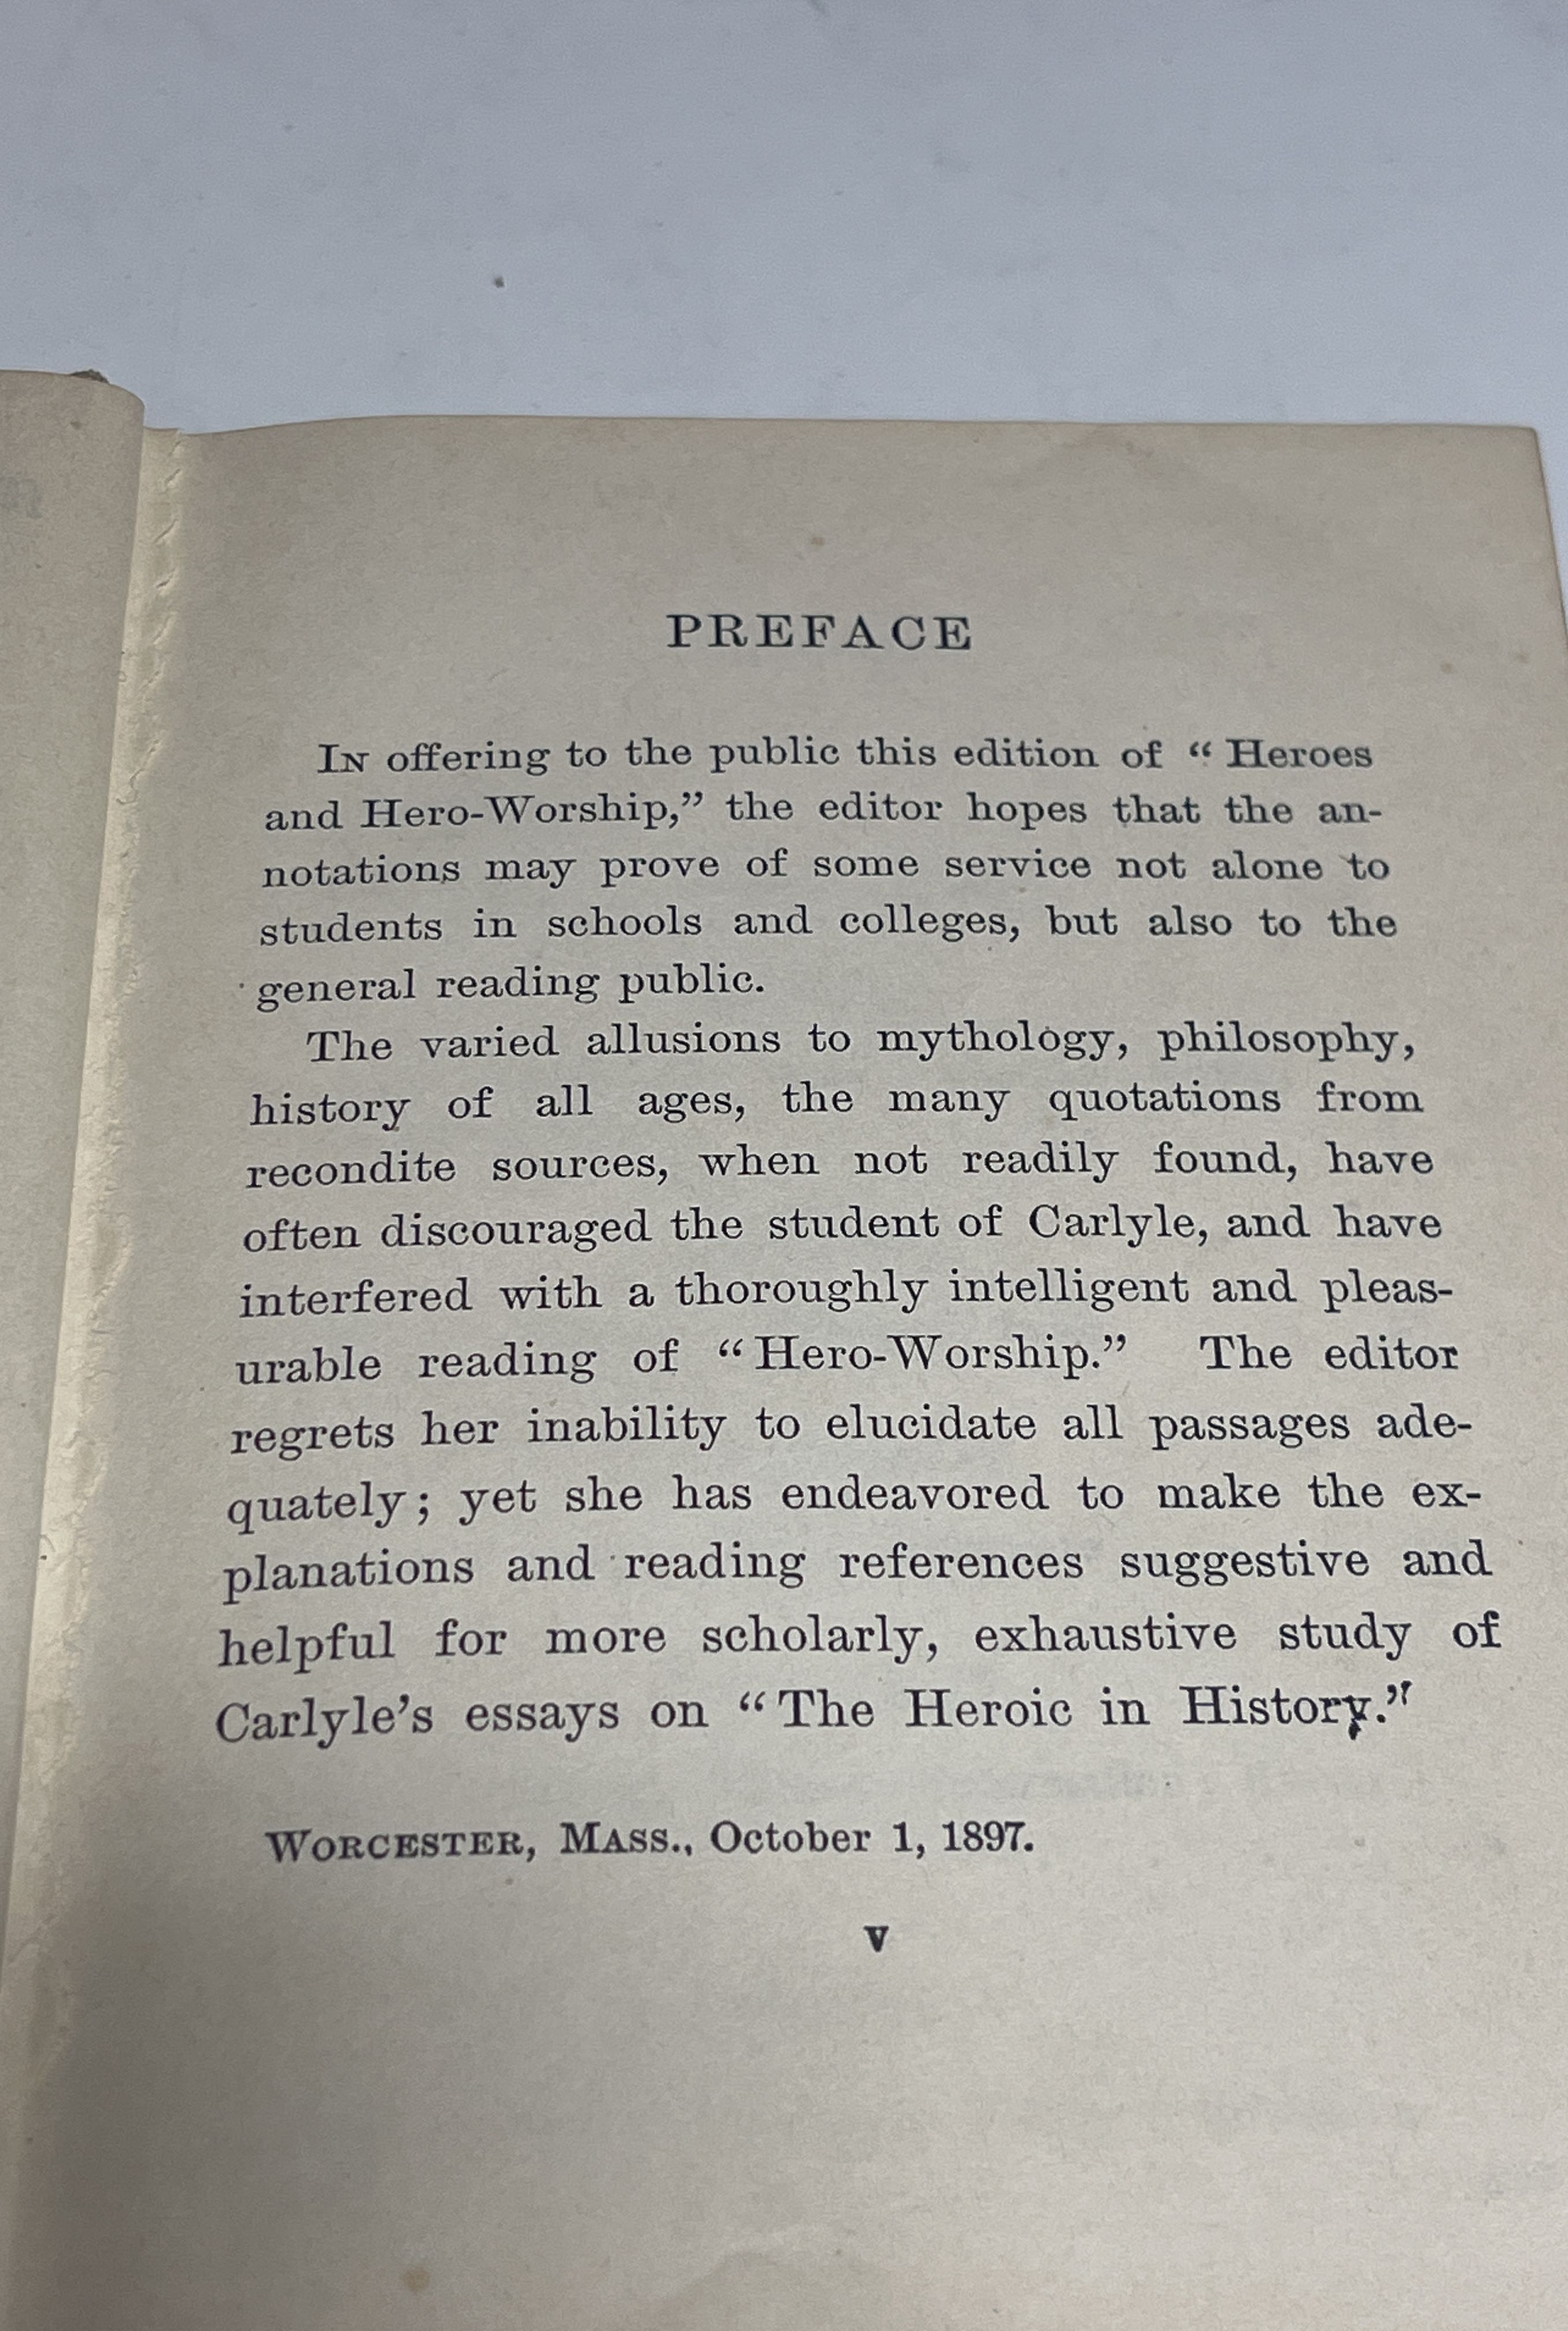 PREFACE
In offering to the public this edition of “Heroes
and Hero-Worship,” the editor hopes that the an-
notations may prove of some service not alone to
students in schools and colleges, but also to the
general reading public.
The varied allusions to mythology, philosophy,
history of all ages, the many quotations from
recondite sources, when not readily found, have
often discouraged the student of Carlyle, and have
interfered with a thoroughly intelligent and pleas-
urable reading of “Hero-Worship.” The editor
regrets her inability to elucidate all passages ade-
quately; yet she has endeavored to make the ex-
planations and reading references suggestive and
helpful for more scholarly, exhaustive study of
Carlyle’s essays on “The Heroic in History.”
Worcester, Mass., October 1, 1897.
v